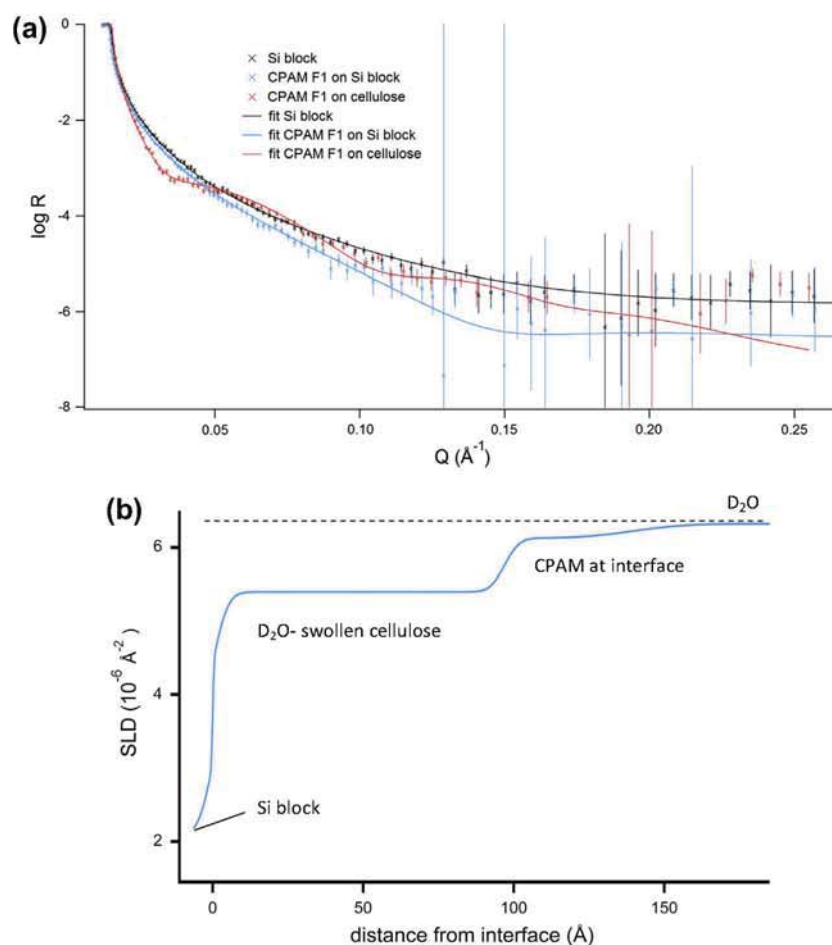 (a)
0
-2
-4
-6
-8
log R
Si block
CPAM F1 on Si block
CPAM F1 on cellulose
fit Si block
fit CPAM F1 on Si block
fit CPAM F1 on cellulose
0.05
0.10
0.15
0.20
0.25
Q (Å⁻¹)
(b)
D₂O
6
CPAM at interface
D₂O- swollen cellulose
SLD (10⁻⁶ Å⁻²)
4
Si block
2
0
50
100
150
distance from interface (Å)